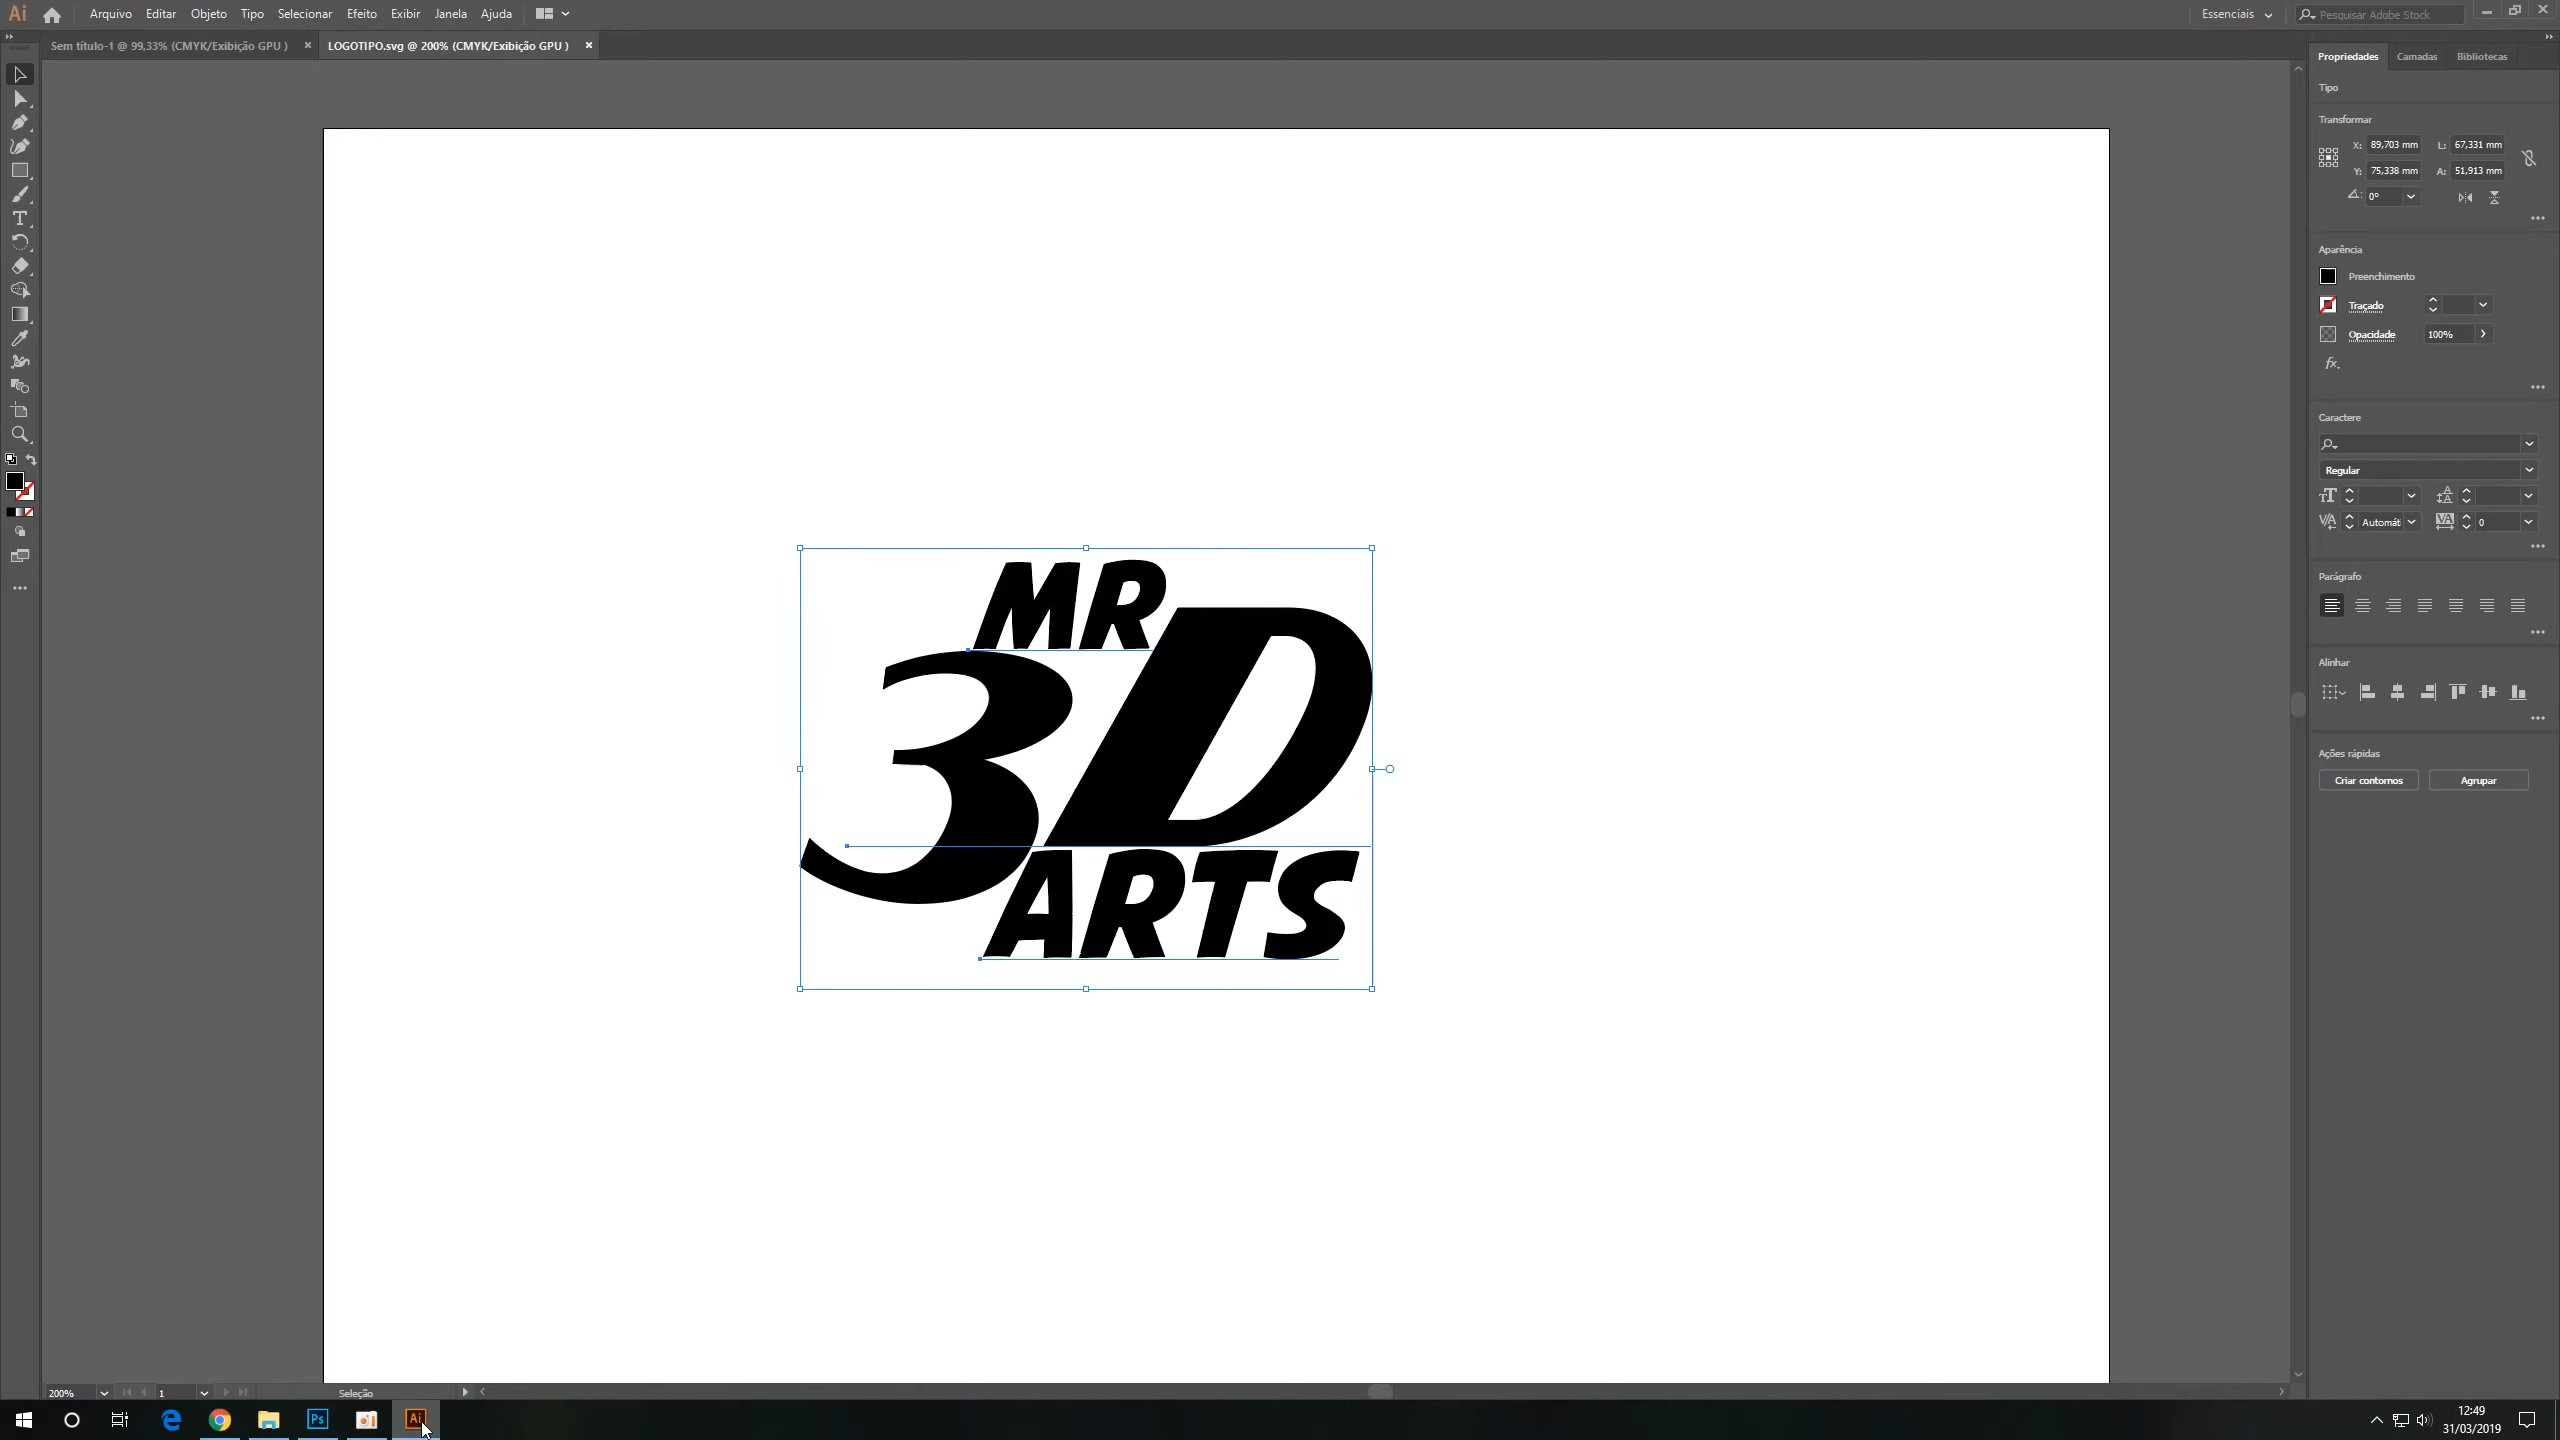 Ai Arquivo Editar Objeto Tipo Selecionar Efeito Exibir Janela Ajuda Essenciais Pesquisar Adobe Stock
Sem título-1 @ 99,33% (CMYK/Exibição GPU ) × LOGOTIPO.svg @ 200% (CMYK/Exibição GPU ) ×
Propriedades Camadas Bibliotecas
Tipo
Transformar
X: 89,703 mm L: 67,331 mm
Y: 75,338 mm A: 51,913 mm
0°
Aparência
Preenchimento
Traçado
Opacidade 100%
fx.
Caractere
Regular
Automát 0
Parágrafo
Alinhar
Ações rápidas
Criar contornos Agrupar
MR
3D
ARTS
200% 1 Seleção
Ps Ai
12:49
31/03/2019